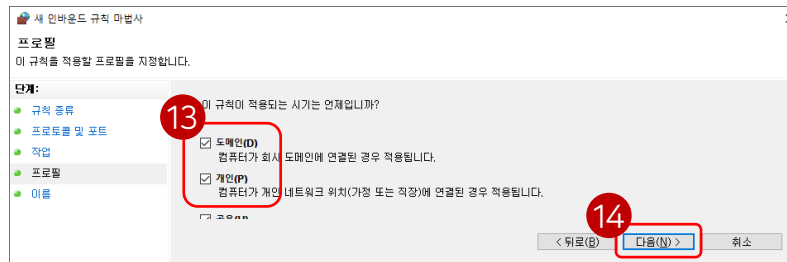 새 인바운드 규칙 마법사
프로필
이 규칙을 적용할 프로필을 지정합니다.
단계:
규칙 종류
프로토콜 및 포트
작업
프로필
이름
13
이 규칙이 적용되는 시기는 언제입니까?
도메인(D)
컴퓨터가 회사 도메인에 연결된 경우 적용됩니다.
개인(P)
컴퓨터가 개인 네트워크 위치(가정 또는 직장)에 연결된 경우 적용됩니다.
14
< 뒤로(B) 다음(N) > 취소